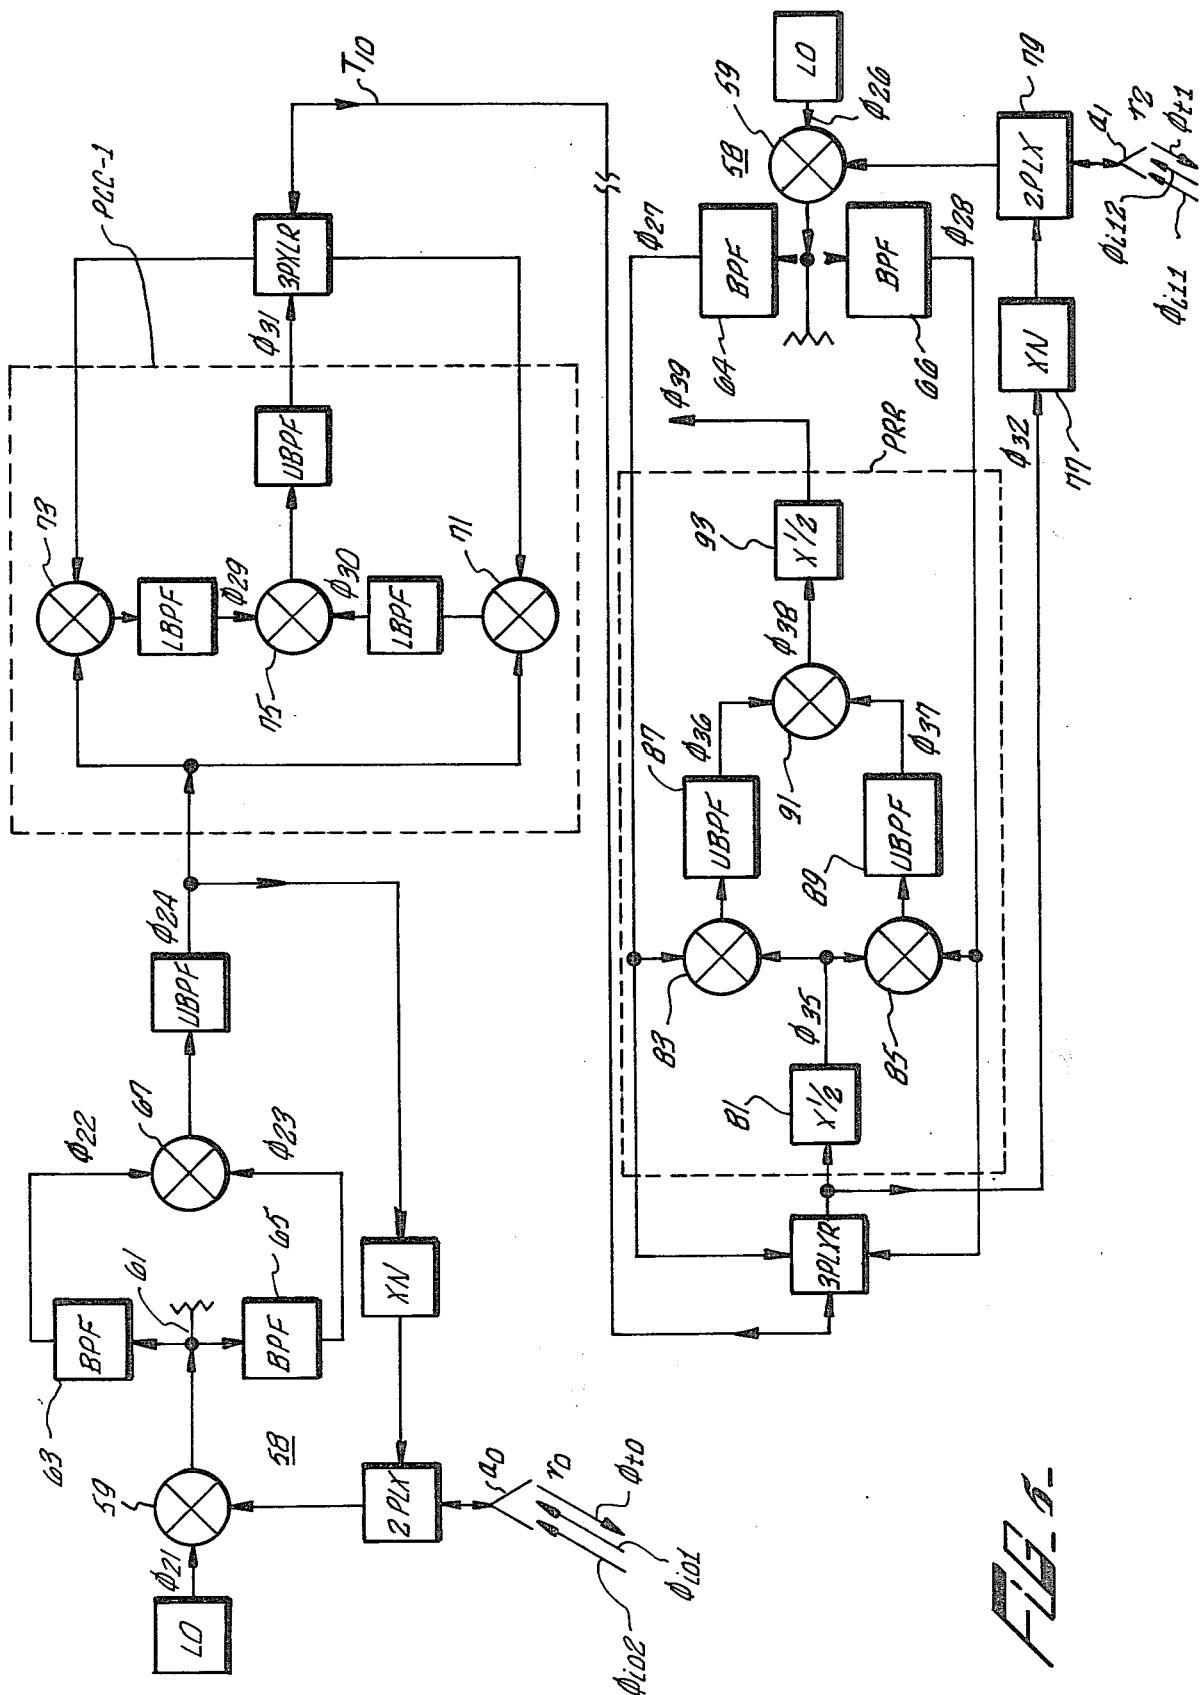 PCC-1
T10
73
LBPF
ϕ29
75
ϕ30
LBPF
71
UBPF
ϕ31
3PXLR
ϕ24
UBPF
67
ϕ22
ϕ23
61
65
BPF
BPF
63
59
ϕ21
LO
58
XN
2PLX
a0
r0
ϕt0
ϕi01
ϕi02
LO
ϕ26
59
58
ϕ27
BPF
64
BPF
ϕ28
66
79
2PLX
a1
r2
ϕt1
ϕi12
ϕi11
XN
77
ϕ32
ϕ39
PRR
93
X1/2
ϕ38
91
ϕ36
ϕ37
87
UBPF
89
UBPF
83
85
ϕ35
81
X1/2
3PLXR
FIG_5_